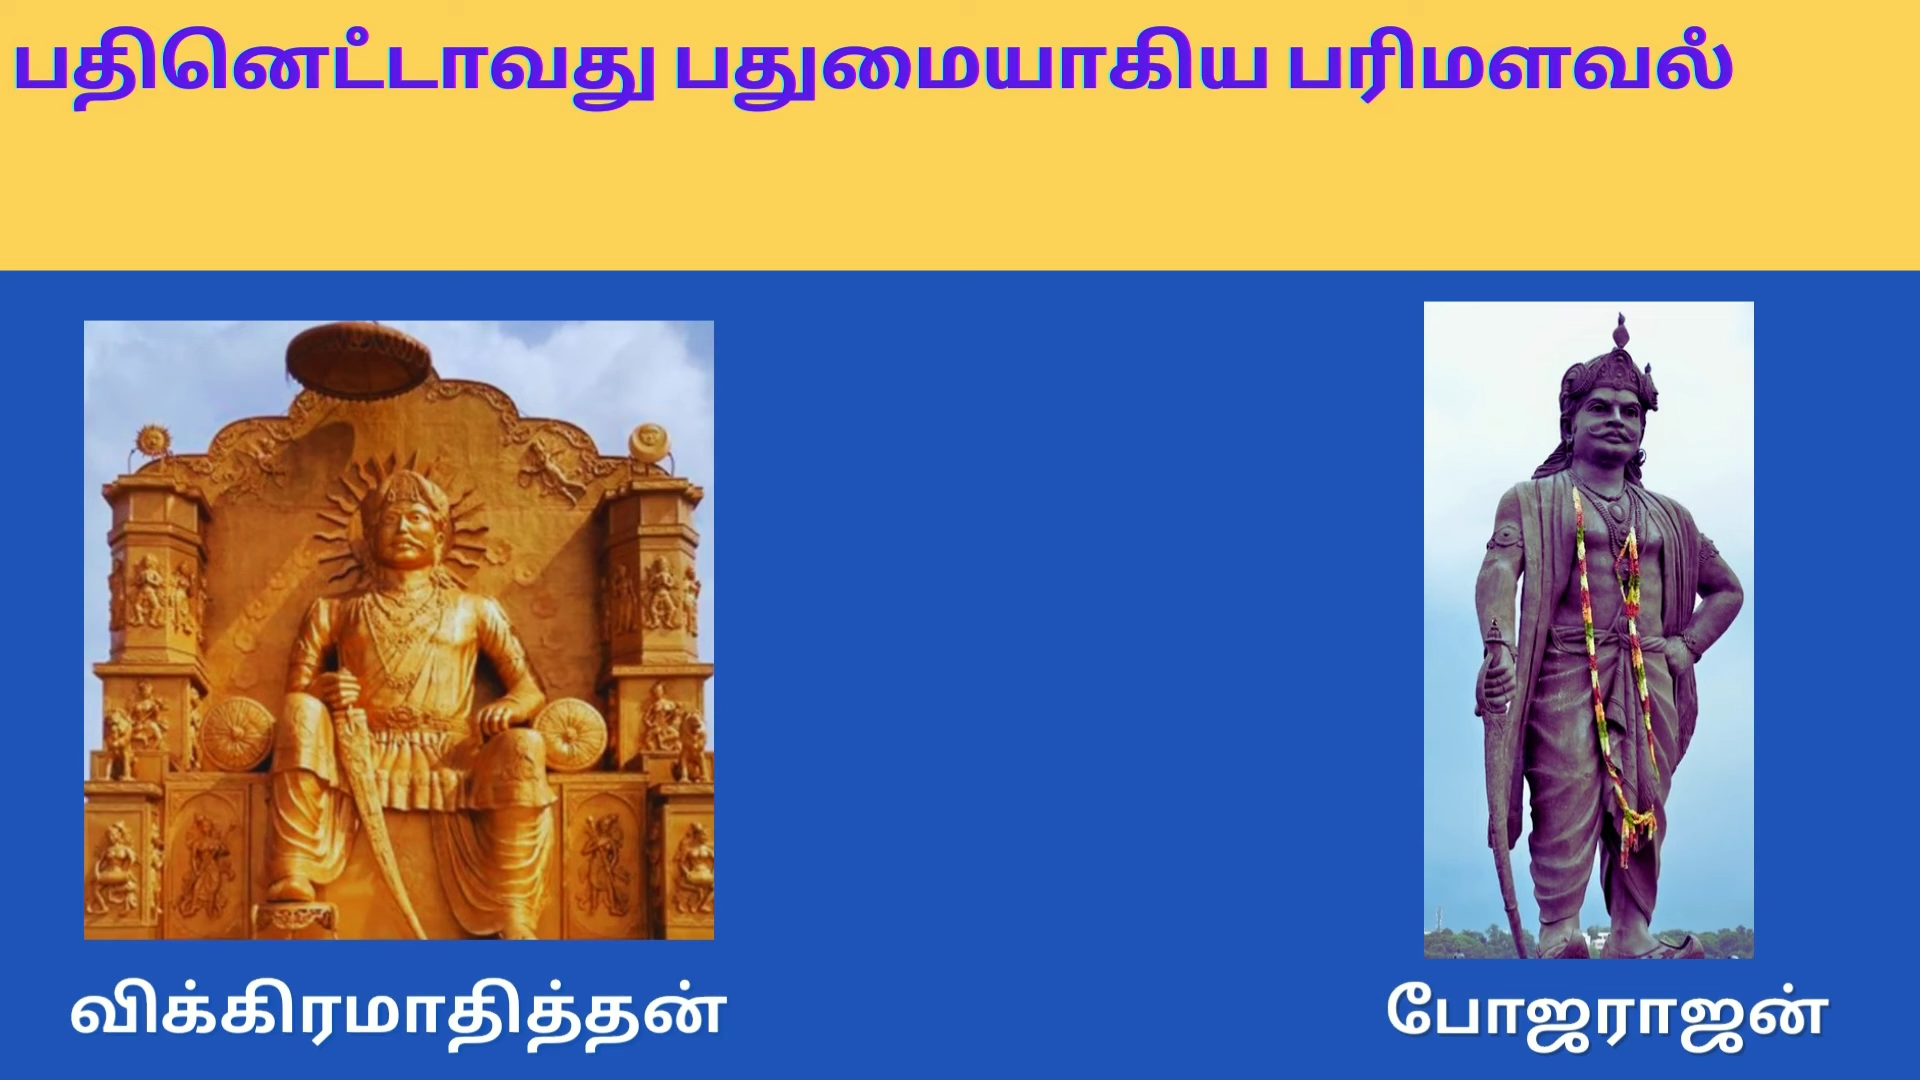 பதினெட்டாவது பதுமையாகிய பரிமளவல்
விக்கிரமாதித்தன்
போஜராஜன்